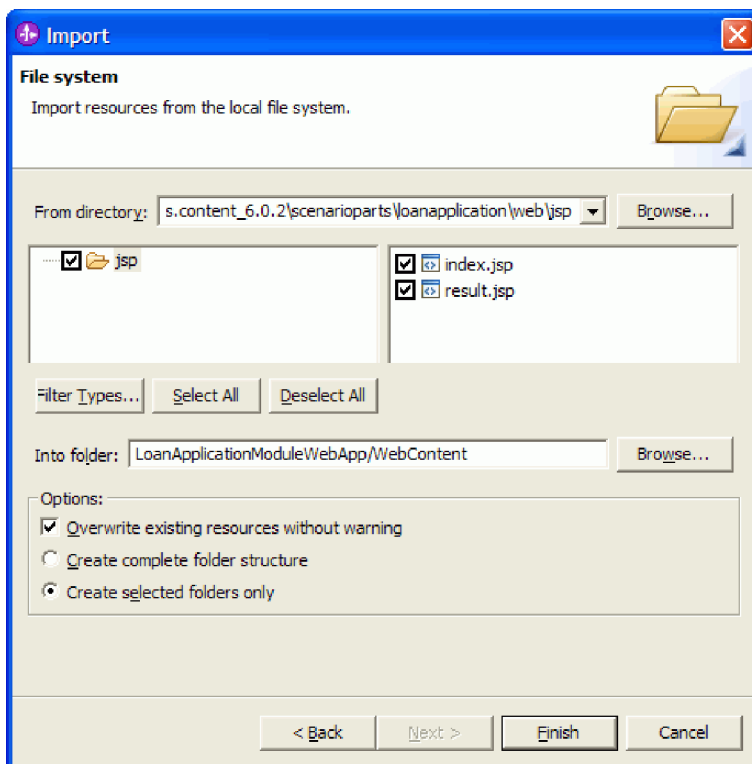 Import
File system
Import resources from the local file system.
From directory: s.content_6.0.2\scenarioparts\loanapplication\web\jsp Browse...
jsp
index.jsp
result.jsp
Filter Types... Select All Deselect All
Into folder: LoanApplicationModuleWebApp/WebContent Browse...
Options:
Overwrite existing resources without warning
Create complete folder structure
Create selected folders only
< Back Next > Finish Cancel